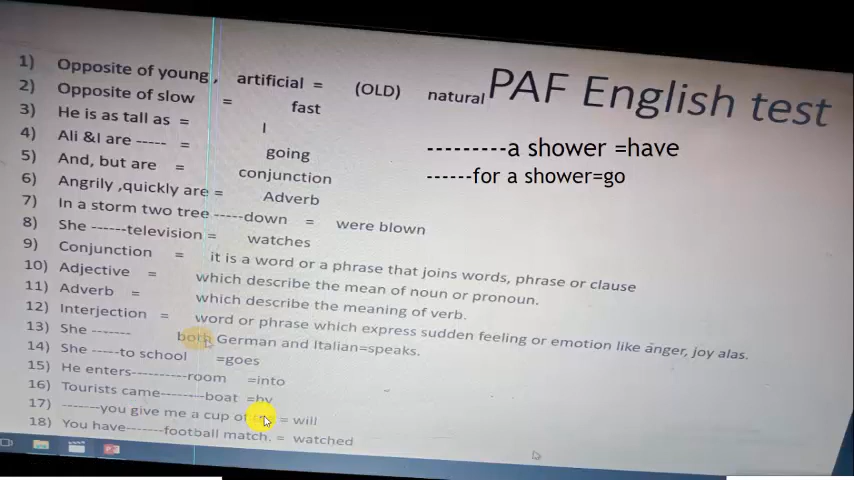 PAF English test
1) Opposite of young , artificial = (OLD) natural
2) Opposite of slow = fast
3) He is as tall as = I
4) Ali &I are ----- = going
5) And, but are = conjunction
6) Angrily ,quickly are = Adverb
7) In a storm two tree -----down = were blown
8) She ------television = watches
9) Conjunction = it is a word or a phrase that joins words, phrase or clause
10) Adjective = which describe the mean of noun or pronoun.
11) Adverb = which describe the meaning of verb.
12) Interjection = word or phrase which express sudden feeling or emotion like anger, joy alas.
13) She ------- both German and Italian=speaks.
14) She -----to school =goes
15) He enters----------room =into
16) Tourists came--------boat =by
17) -------you give me a cup of = will
18) You have-------football match. = watched
---------a shower =have
------for a shower=go